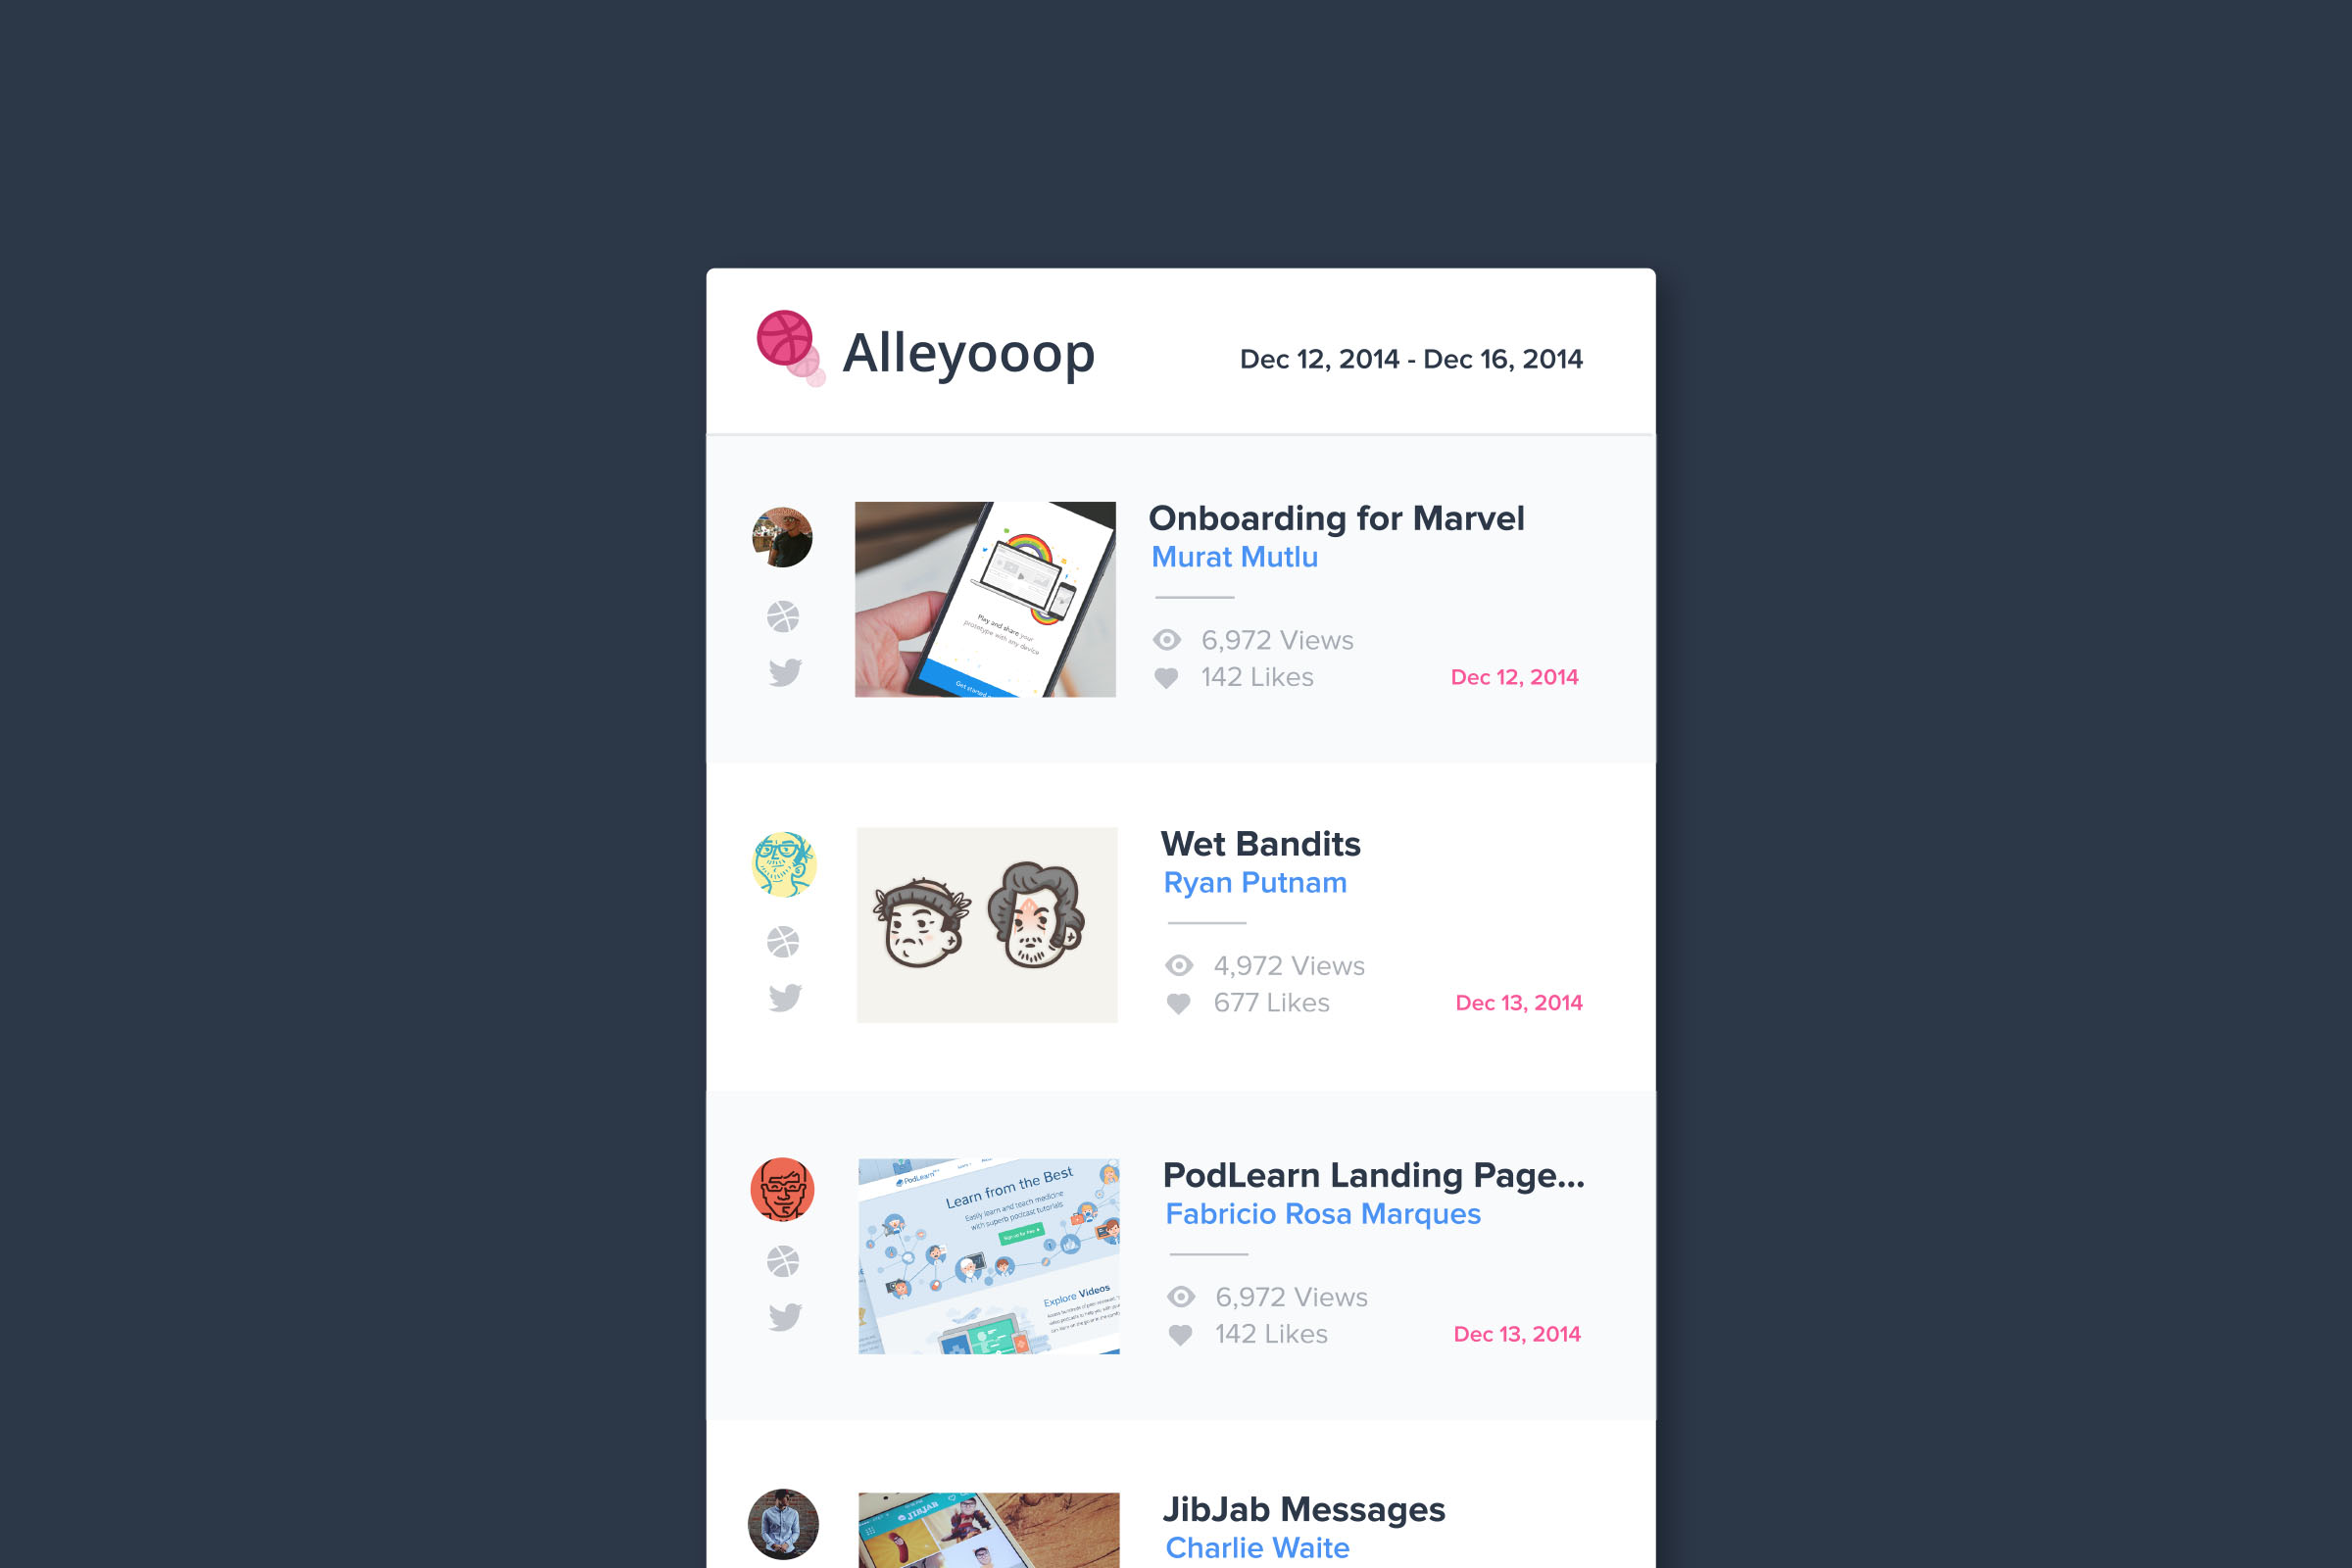 Alleyooop
Dec 12, 2014 - Dec 16, 2014
Onboarding for Marvel
Murat Mutlu
6,972 Views
142 Likes
Dec 12, 2014
Play and share your
prototype with any device
Get started
Wet Bandits
Ryan Putnam
4,972 Views
677 Likes
Dec 13, 2014
PodLearn Landing Page...
Fabricio Rosa Marques
6,972 Views
142 Likes
Dec 13, 2014
PodLearn
Learn from the Best
Easily learn and teach medicine
with superb podcast tutorials
Sign up for free
Explore Videos
JibJab Messages
Charlie Waite
JIBJAB